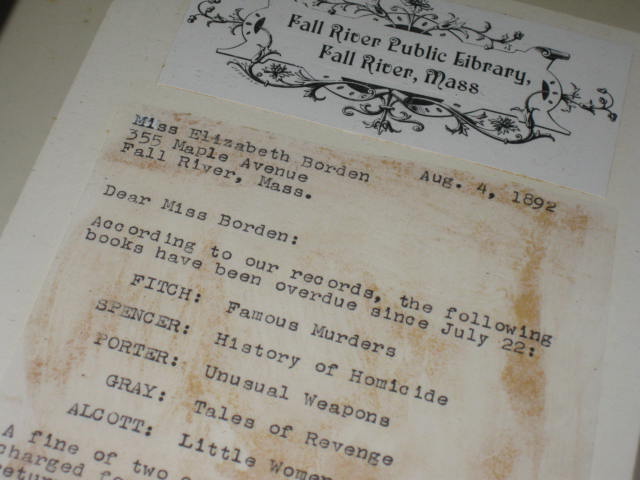 Fall River Public Library,
Fall River, Mass
Miss Elizabeth Borden
355 Maple Avenue
Fall River, Mass.
Aug. 4, 1892
Dear Miss Borden:
According to our records, the following
books have been overdue since July 22:
FITCH: Famous Murders
SPENCER: History of Homicide
PORTER: Unusual Weapons
GRAY: Tales of Revenge
ALCOTT: Little Women
A fine of two
charged